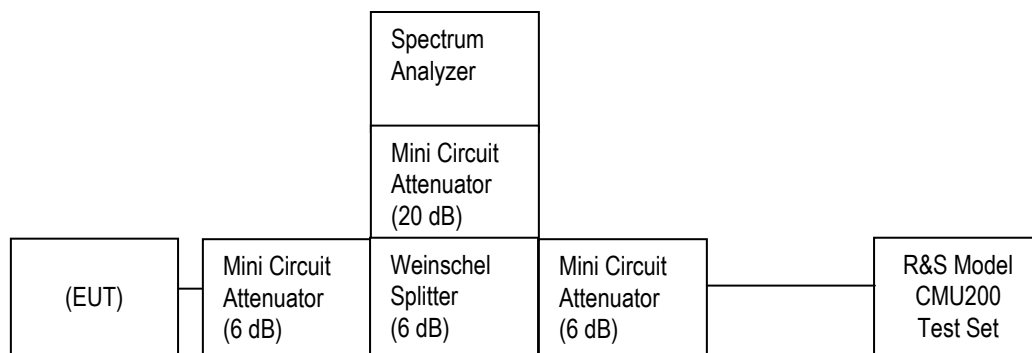 Spectrum
Analyzer
Mini Circuit
Attenuator
(20 dB)
(EUT)
Mini Circuit
Attenuator
(6 dB)
Weinschel
Splitter
(6 dB)
Mini Circuit
Attenuator
(6 dB)
R&S Model
CMU200
Test Set